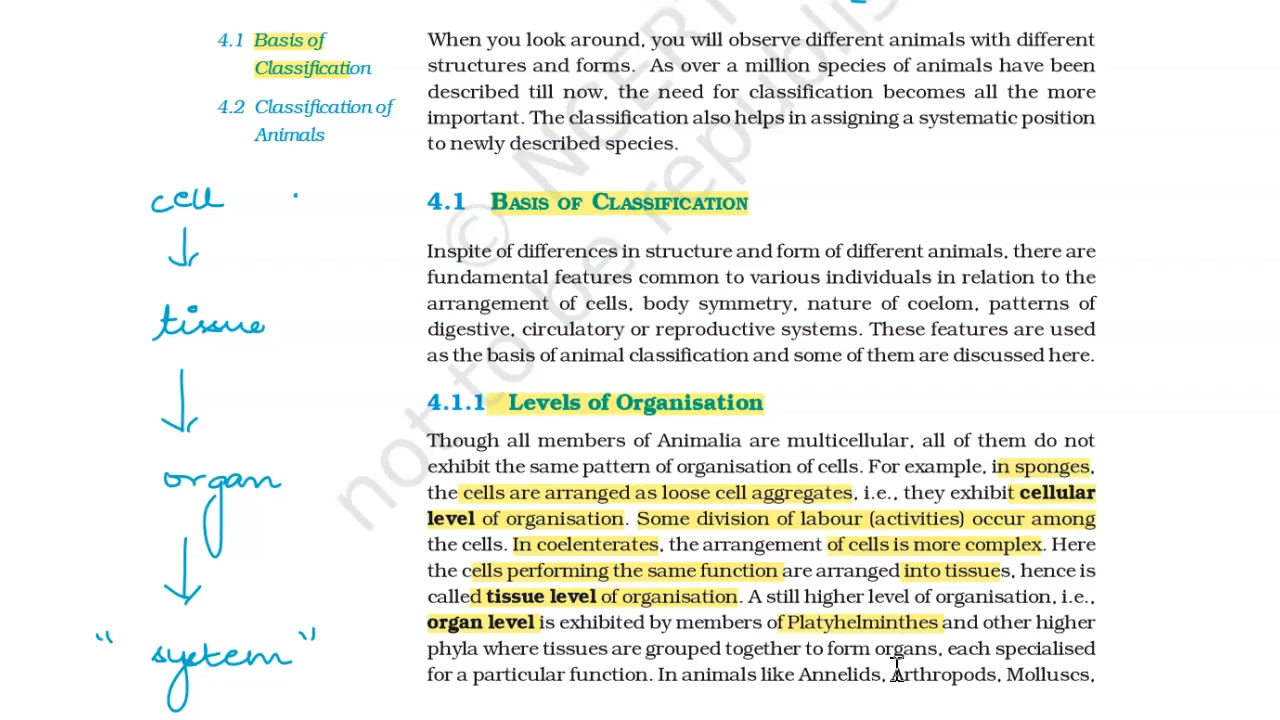 4.1 Basis of
Classification
4.2 Classification of
Animals
When you look around, you will observe different animals with different
structures and forms. As over a million species of animals have been
described till now, the need for classification becomes all the more
important. The classification also helps in assigning a systematic position
to newly described species.
4.1 BASIS OF CLASSIFICATION
Inspite of differences in structure and form of different animals, there are
fundamental features common to various individuals in relation to the
arrangement of cells, body symmetry, nature of coelom, patterns of
digestive, circulatory or reproductive systems. These features are used
as the basis of animal classification and some of them are discussed here.
4.1.1 Levels of Organisation
Though all members of Animalia are multicellular, all of them do not
exhibit the same pattern of organisation of cells. For example, in sponges,
the cells are arranged as loose cell aggregates, i.e., they exhibit cellular
level of organisation. Some division of labour (activities) occur among
the cells. In coelenterates, the arrangement of cells is more complex. Here
the cells performing the same function are arranged into tissues, hence is
called tissue level of organisation. A still higher level of organisation, i.e.,
organ level is exhibited by members of Platyhelminthes and other higher
phyla where tissues are grouped together to form organs, each specialised
for a particular function. In animals like Annelids, Arthropods, Molluscs,
cell
↓
tissue
↓
organ
↓
"system"
© NCERT
not to be republis